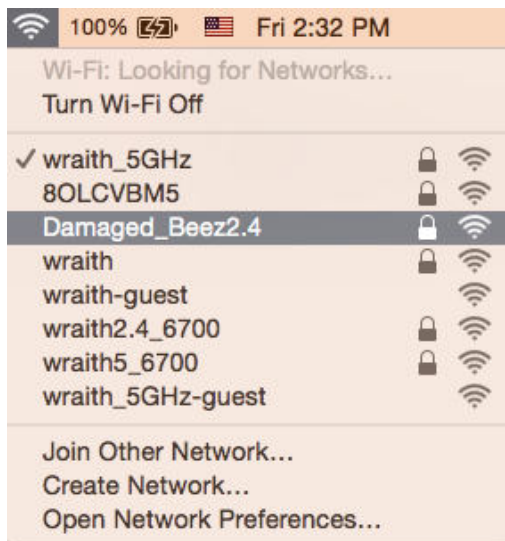 100% Fri 2:32 PM
Wi-Fi: Looking for Networks...
Turn Wi-Fi Off
wraith_5GHz
8OLCVBM5
Damaged_Beez2.4
wraith
wraith-guest
wraith2.4_6700
wraith5_6700
wraith_5GHz-guest
Join Other Network...
Create Network...
Open Network Preferences...